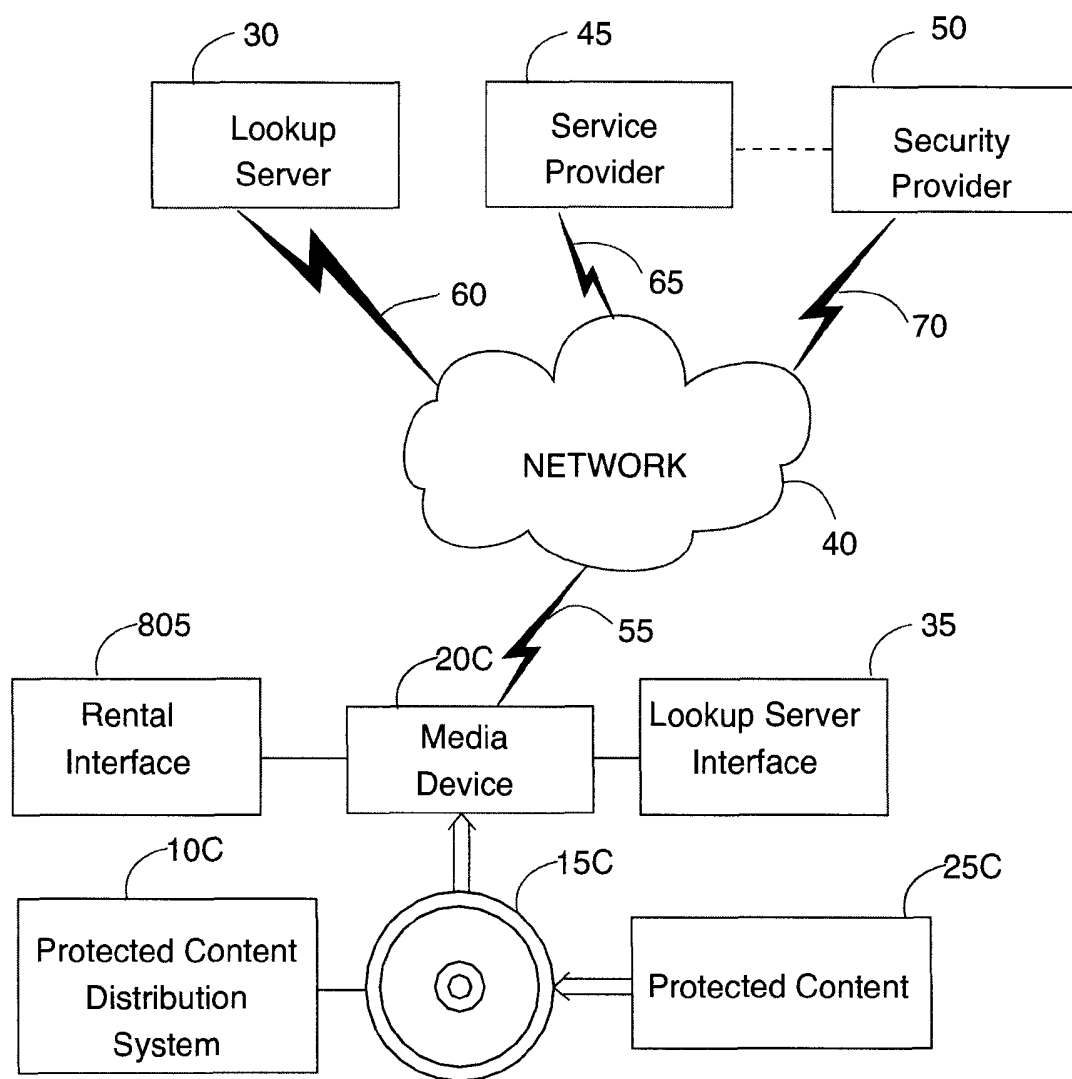 30
45
50
Lookup
Server
Service
Provider
Security
Provider
60
65
70
NETWORK
40
805
55
35
20C
Rental
Interface
Media
Device
Lookup Server
Interface
10C
15C
25C
Protected Content
Distribution
System
Protected Content